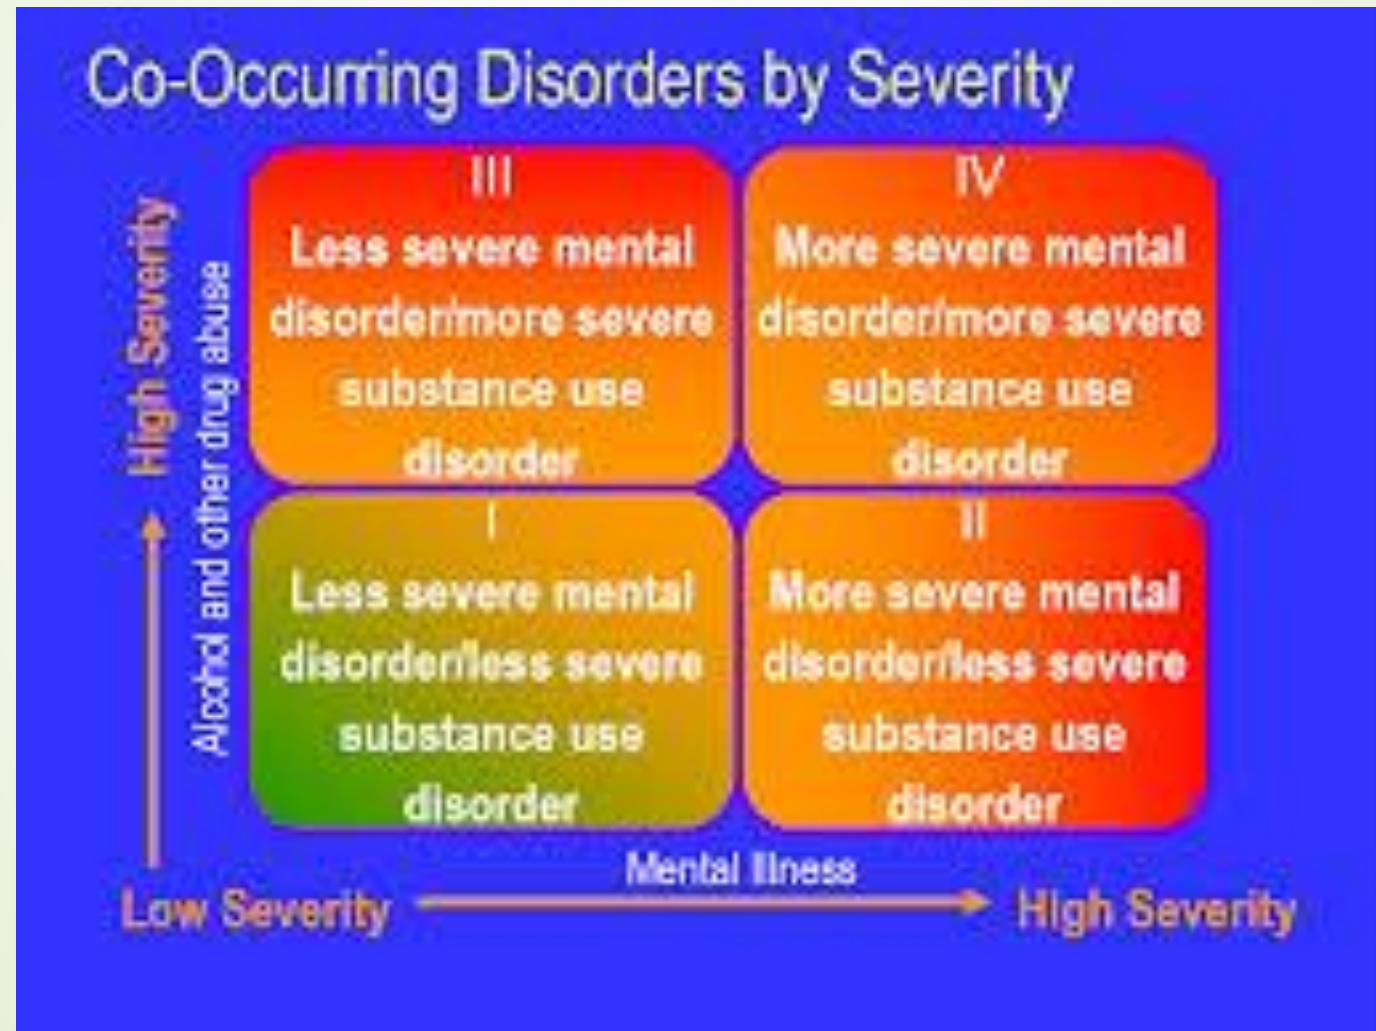 Co-Occurring Disorders by Severity
High Severity
Alcohol and other drug abuse
III
Less severe mental
disorder/more severe
substance use
disorder
IV
More severe mental
disorder/more severe
substance use
disorder
I
Less severe mental
disorder/less severe
substance use
disorder
II
More severe mental
disorder/less severe
substance use
disorder
Mental Illness
Low Severity
High Severity